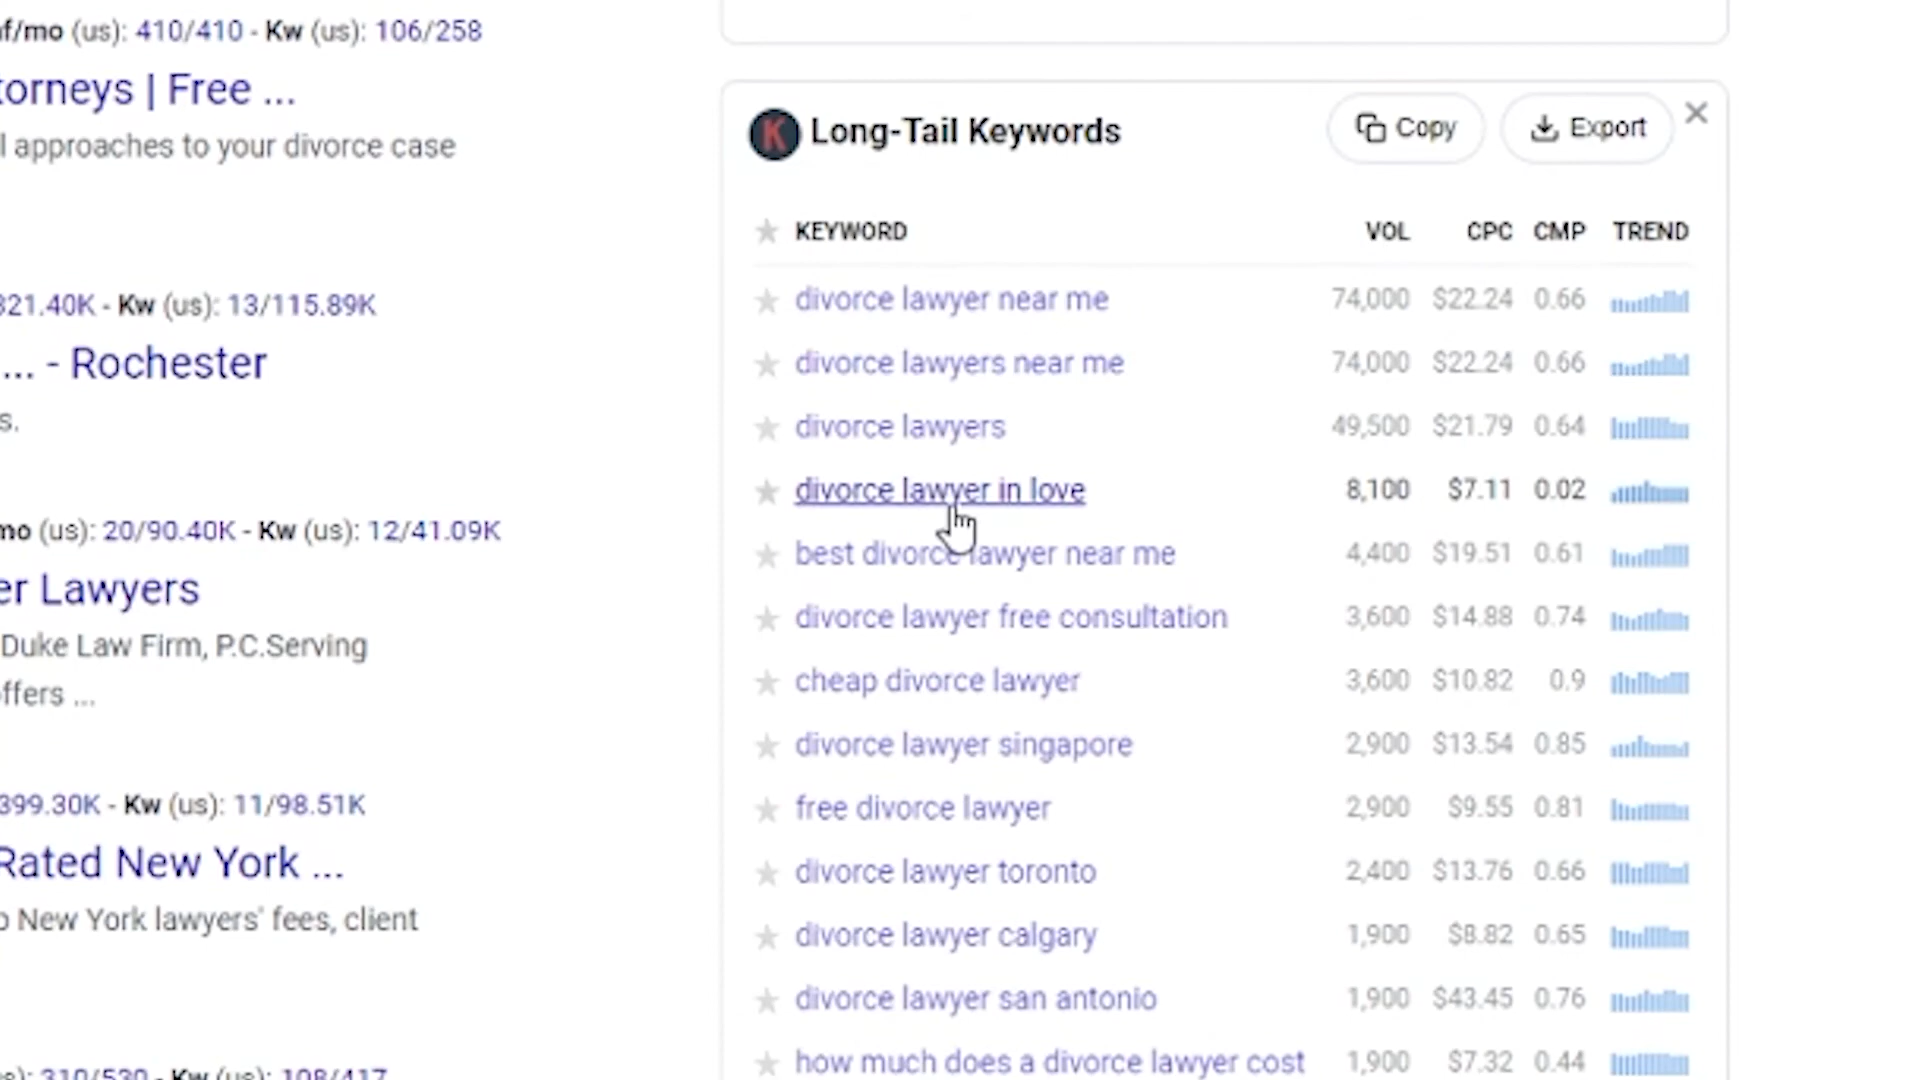 f/mo (us): 410/410 - Kw (us): 106/258
torneys | Free ...
l approaches to your divorce case
321.40K - Kw (us): 13/115.89K
... - Rochester
s.
mo (us): 20/90.40K - Kw (us): 12/41.09K
er Lawyers
Duke Law Firm, P.C.Serving
offers ...
399.30K - Kw (us): 11/98.51K
Rated New York ...
o New York lawyers' fees, client
s): 310/530 - Kw (us): 108/417
K Long-Tail Keywords Copy Export
KEYWORD VOL CPC CMP TREND
divorce lawyer near me 74,000 $22.24 0.66
divorce lawyers near me 74,000 $22.24 0.66
divorce lawyers 49,500 $21.79 0.64
divorce lawyer in love 8,100 $7.11 0.02
best divorce lawyer near me 4,400 $19.51 0.61
divorce lawyer free consultation 3,600 $14.88 0.74
cheap divorce lawyer 3,600 $10.82 0.9
divorce lawyer singapore 2,900 $13.54 0.85
free divorce lawyer 2,900 $9.55 0.81
divorce lawyer toronto 2,400 $13.76 0.66
divorce lawyer calgary 1,900 $8.82 0.65
divorce lawyer san antonio 1,900 $43.45 0.76
how much does a divorce lawyer cost 1,900 $7.32 0.44